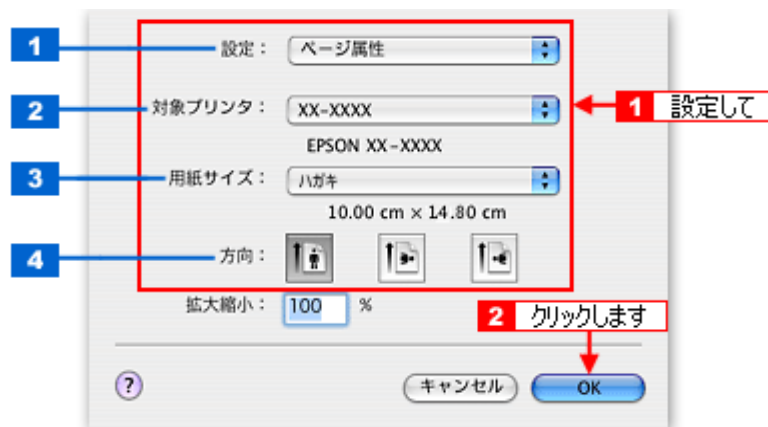 1 設定： ページ属性
2 対象プリンタ： XX-XXXX 1 設定して
EPSON XX-XXXX
3 用紙サイズ： ハガキ
10.00 cm × 14.80 cm
4 方向：
拡大縮小： 100 %
2 クリックします
? キャンセル OK